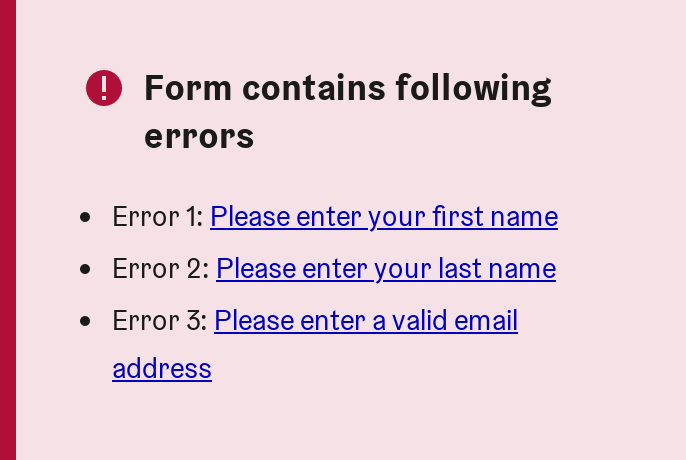 Form contains following
errors
Error 1: Please enter your first name
Error 2: Please enter your last name
Error 3: Please enter a valid email
address